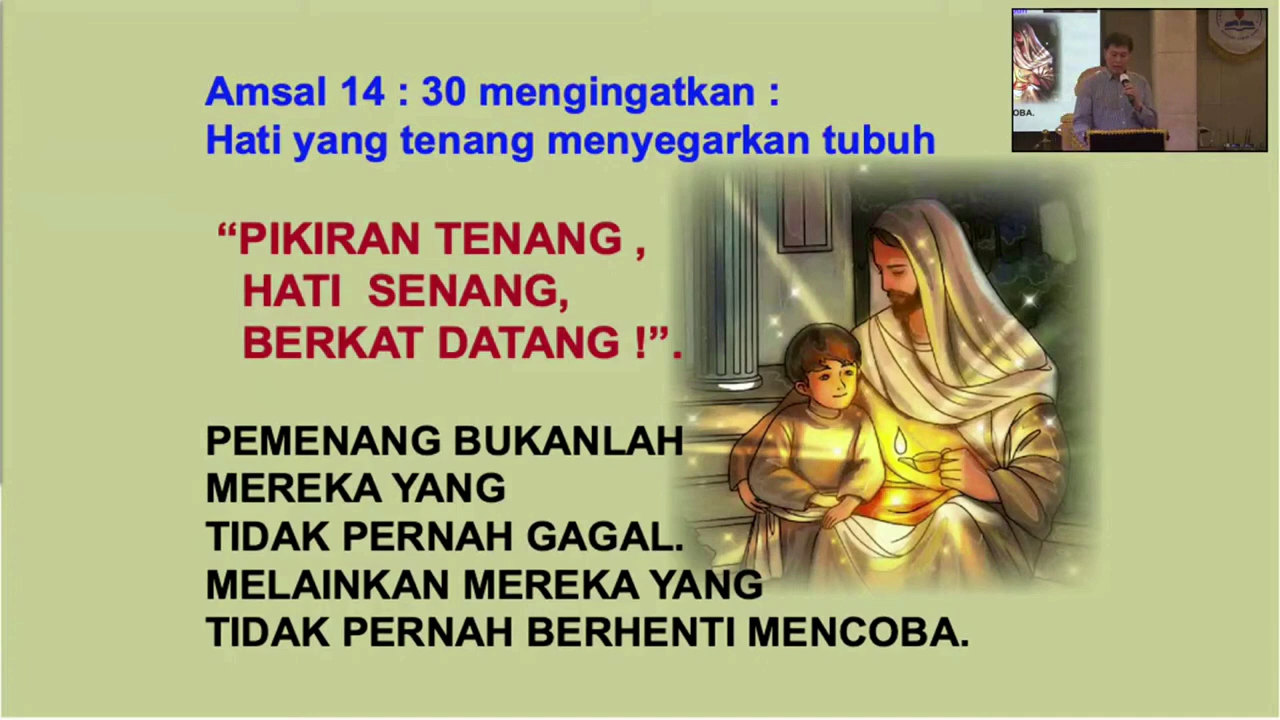 Amsal 14 : 30 mengingatkan :
Hati yang tenang menyegarkan tubuh
“PIKIRAN TENANG ,
HATI SENANG,
BERKAT DATANG !”.
PEMENANG BUKANLAH
MEREKA YANG
TIDAK PERNAH GAGAL.
MELAINKAN MEREKA YANG
TIDAK PERNAH BERHENTI MENCOBA.
OBA.